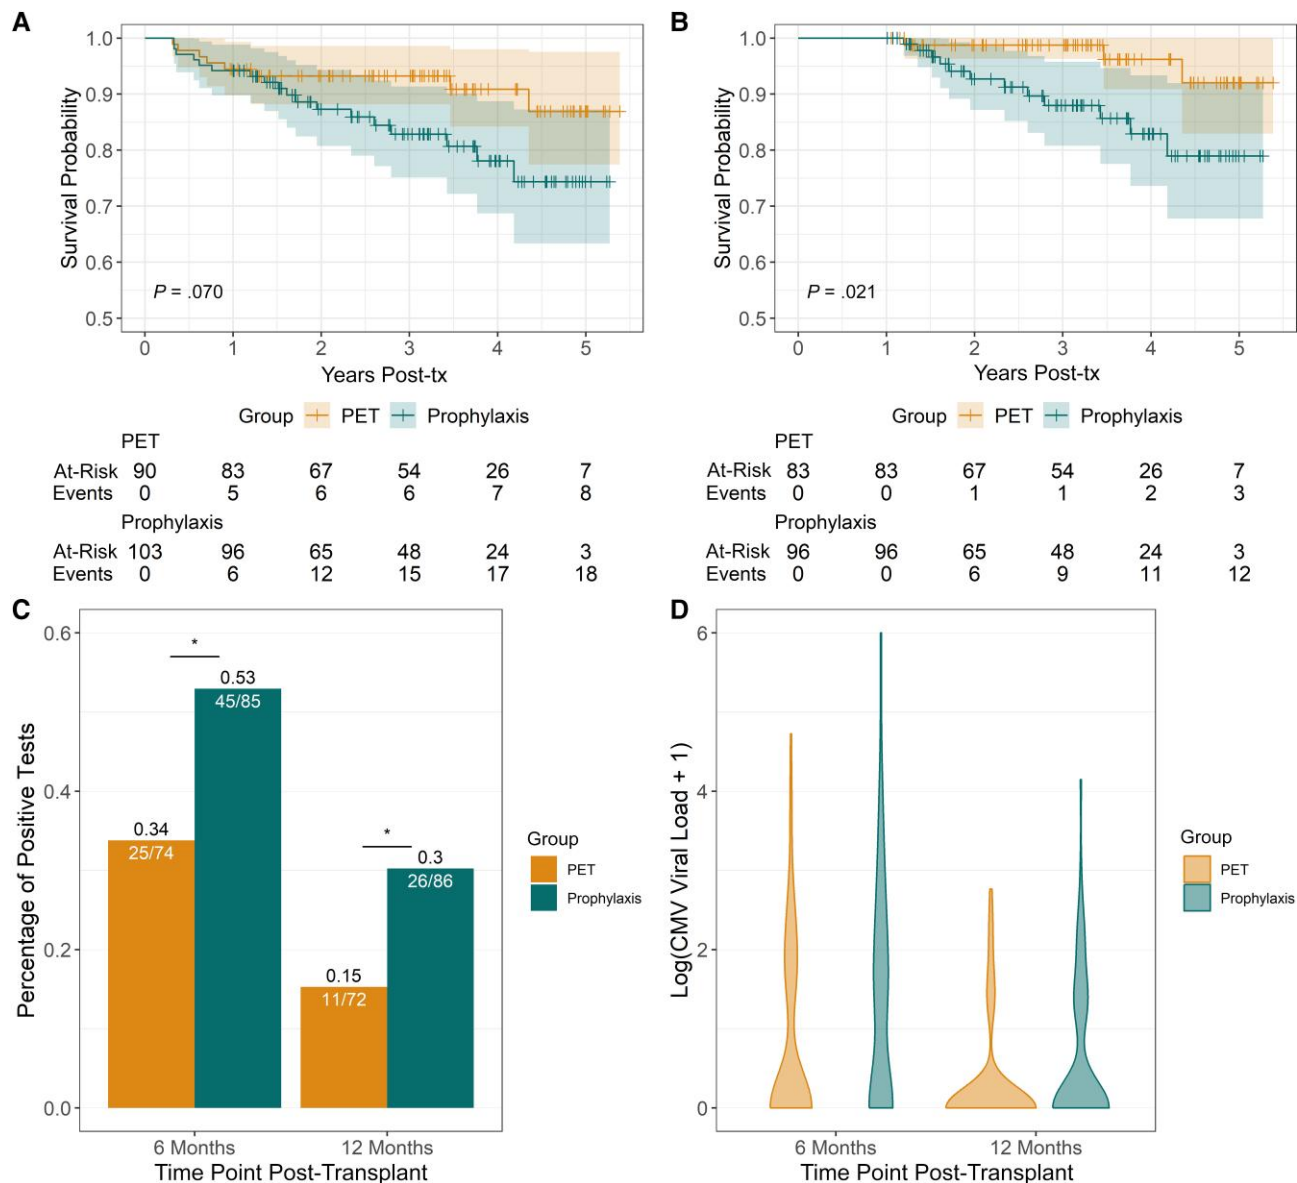 A
1.0
0.9
0.8
0.7
0.6
0.5
Survival Probability
P = .070
0 1 2 3 4 5
Years Post-tx
Group PET Prophylaxis
PET
At-Risk 90 83 67 54 26 7
Events 0 5 6 6 7 8
Prophylaxis
At-Risk 103 96 65 48 24 3
Events 0 6 12 15 17 18
B
1.0
0.9
0.8
0.7
0.6
0.5
Survival Probability
P = .021
0 1 2 3 4 5
Years Post-tx
Group PET Prophylaxis
PET
At-Risk 83 83 67 54 26 7
Events 0 0 1 1 2 3
Prophylaxis
At-Risk 96 96 65 48 24 3
Events 0 0 6 9 11 12
C
0.6
0.4
0.2
0.0
Percentage of Positive Tests
*
0.53
45/85
0.34
25/74
*
0.3
26/86
0.15
11/72
6 Months 12 Months
Time Point Post-Transplant
Group
PET
Prophylaxis
D
6
4
2
0
Log(CMV Viral Load + 1)
6 Months 12 Months
Time Point Post-Transplant
Group
PET
Prophylaxis